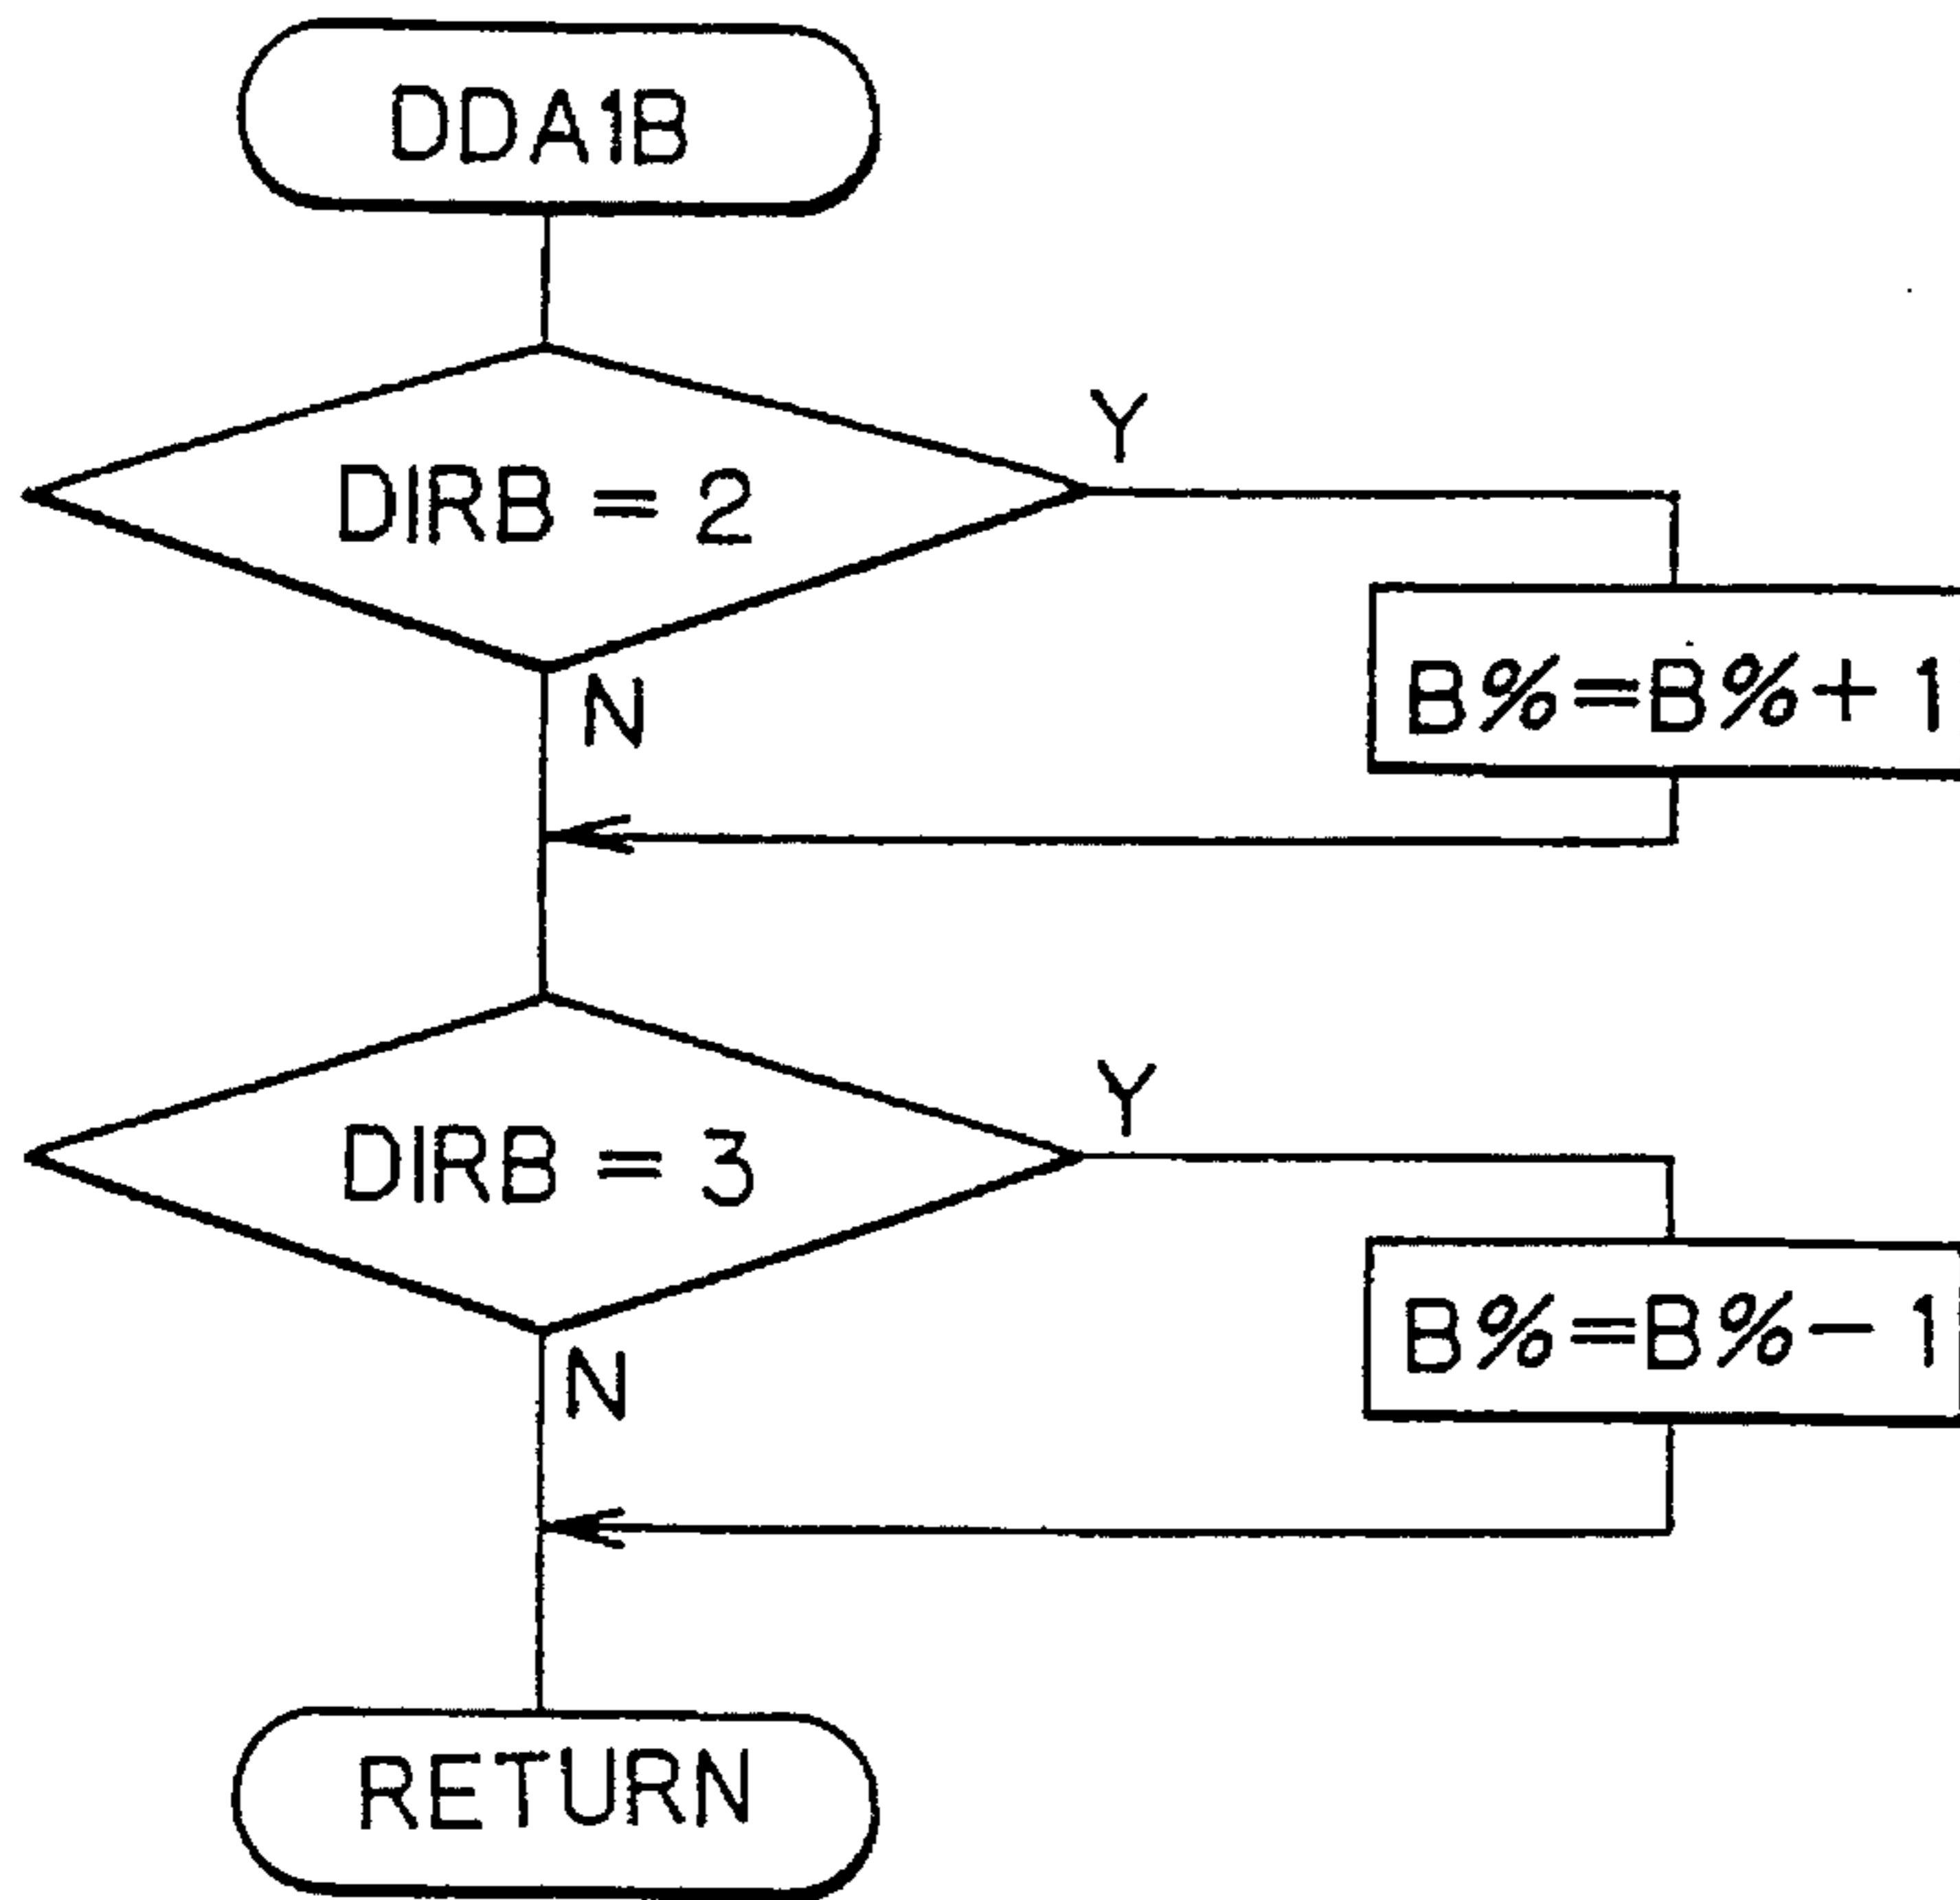 DDA1B
DIRB = 2
Y
B%=B%+1
N
DIRB = 3
Y
B%=B%-1
N
RETURN